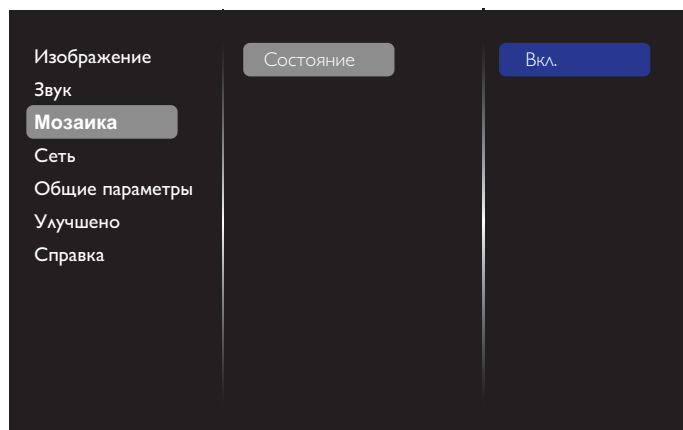 Изображение
Звук
Мозаика
Сеть
Общие параметры
Улучшено
Справка
Состояние
Вкл.